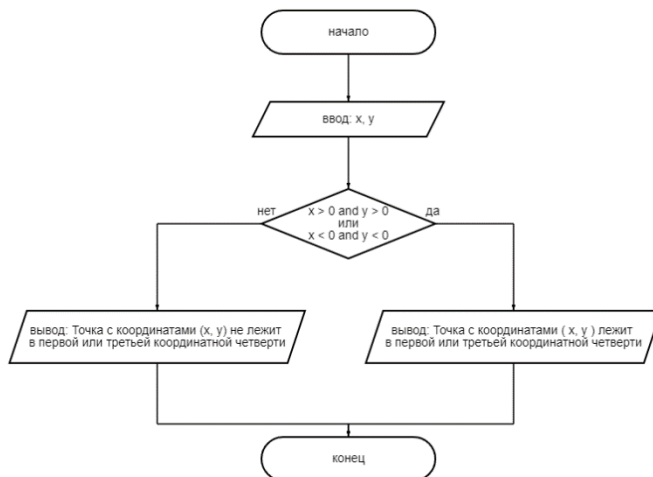 начало
ввод: x, y
нет
x > 0 and y > 0
или
x < 0 and y < 0
да
вывод: Точка с координатами (x, y) не лежит
в первой или третьей координатной четверти
вывод: Точка с координатами ( x, y ) лежит
в первой или третьей координатной четверти
конец